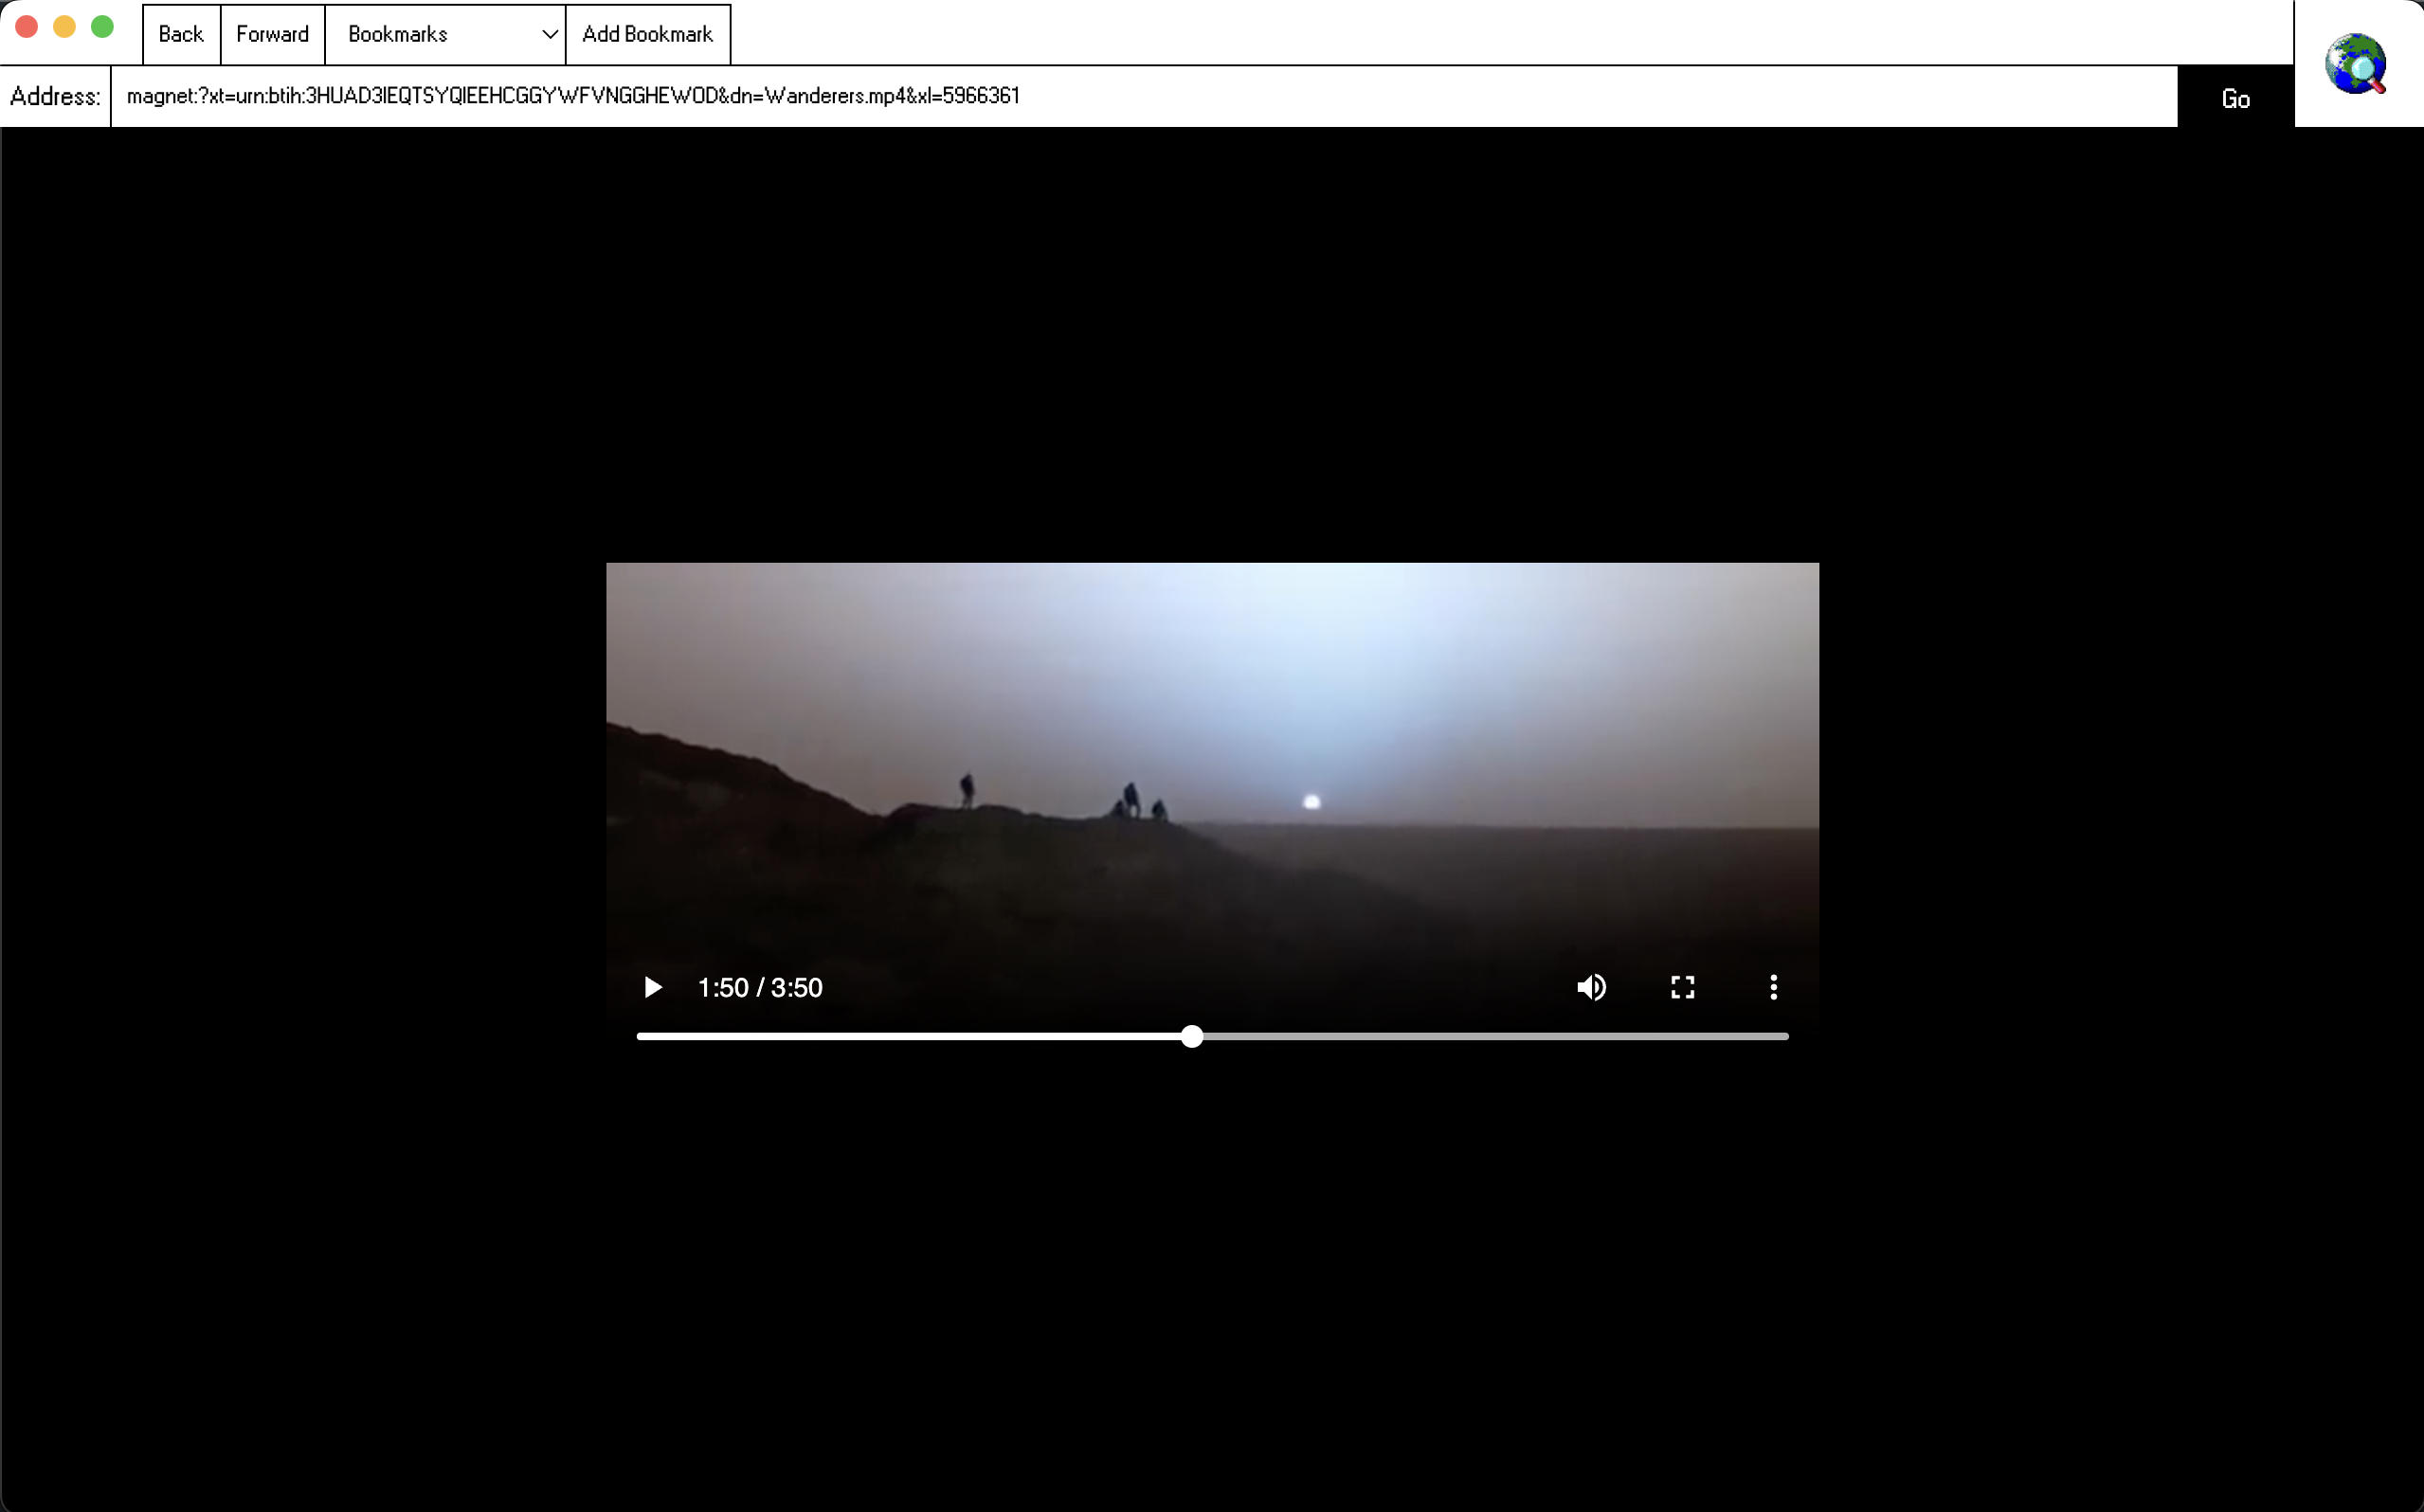 Back Forward Bookmarks Add Bookmark
Address: magnet:?xt=urn:btih:3HUAD3IEQTSYQIEEHCGGYWFVNGGHEWOD&dn=Wanderers.mp4&xl=5966361 Go
1:50 / 3:50